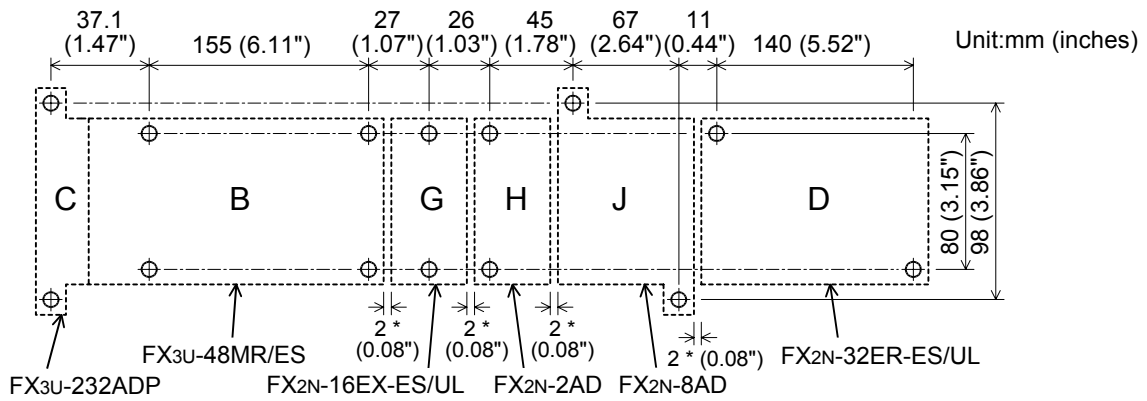 37.1 27 26 45 67 11
(1.47") 155 (6.11") (1.07") (1.03") (1.78") (2.64") (0.44") 140 (5.52") Unit:mm (inches)
C B G H J D
80 (3.15")
98 (3.86")
2 * 2 * 2 *
(0.08") (0.08") (0.08") 2 * (0.08")
FX3U-48MR/ES FX2N-32ER-ES/UL
FX3U-232ADP FX2N-16EX-ES/UL FX2N-2AD FX2N-8AD